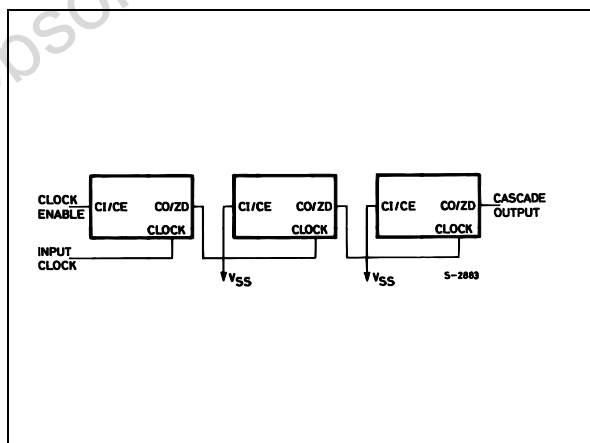 CLOCK ENABLE
CI/CE CO/ZD CLOCK
CI/CE CO/ZD CLOCK
CI/CE CO/ZD CLOCK
CASCADE OUTPUT
INPUT CLOCK
VSS
VSS
S-2883